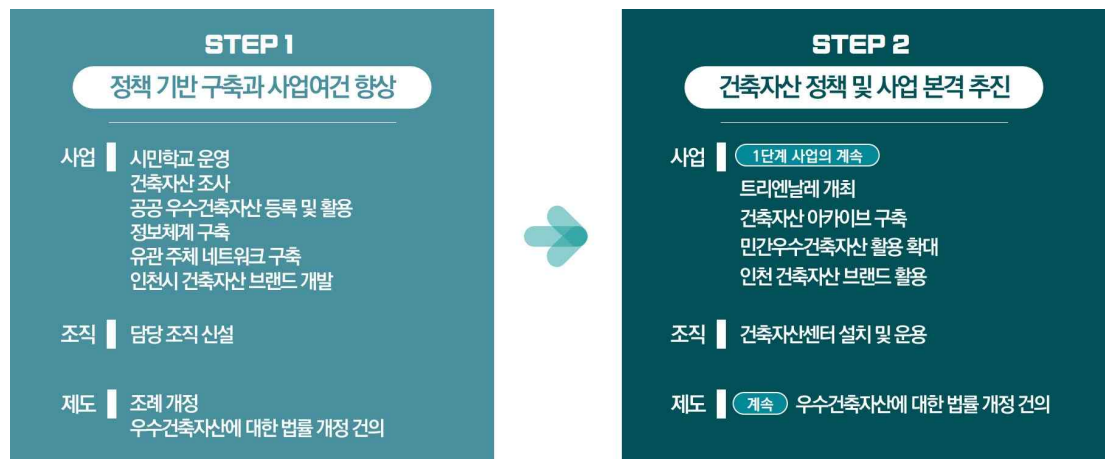 STEP 1
정책 기반 구축과 사업여건 향상
사업
시민학교 운영
건축자산 조사
공공 우수건축자산 등록 및 활용
정보체계 구축
유관 주체 네트워크 구축
인천시 건축자산 브랜드 개발
조직
담당 조직 신설
제도
조례 개정
우수건축자산에 대한 법률 개정 건의
STEP 2
건축자산 정책 및 사업 본격 추진
사업
1단계 사업의 계속
트리엔날레 개최
건축자산 아카이브 구축
민간우수건축자산 활용 확대
인천 건축자산 브랜드 활용
조직
건축자산센터 설치 및 운용
제도
계속 우수건축자산에 대한 법률 개정 건의